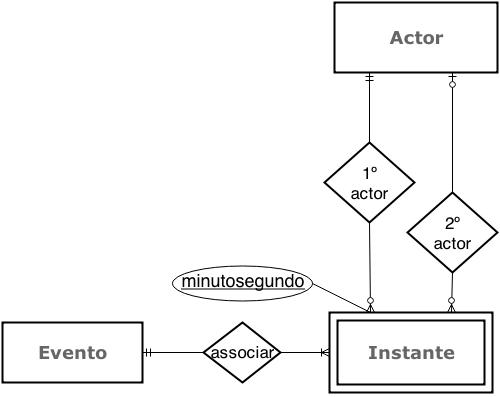 Actor
1º
actor
2º
actor
minutosegundo
Evento
associar
Instante